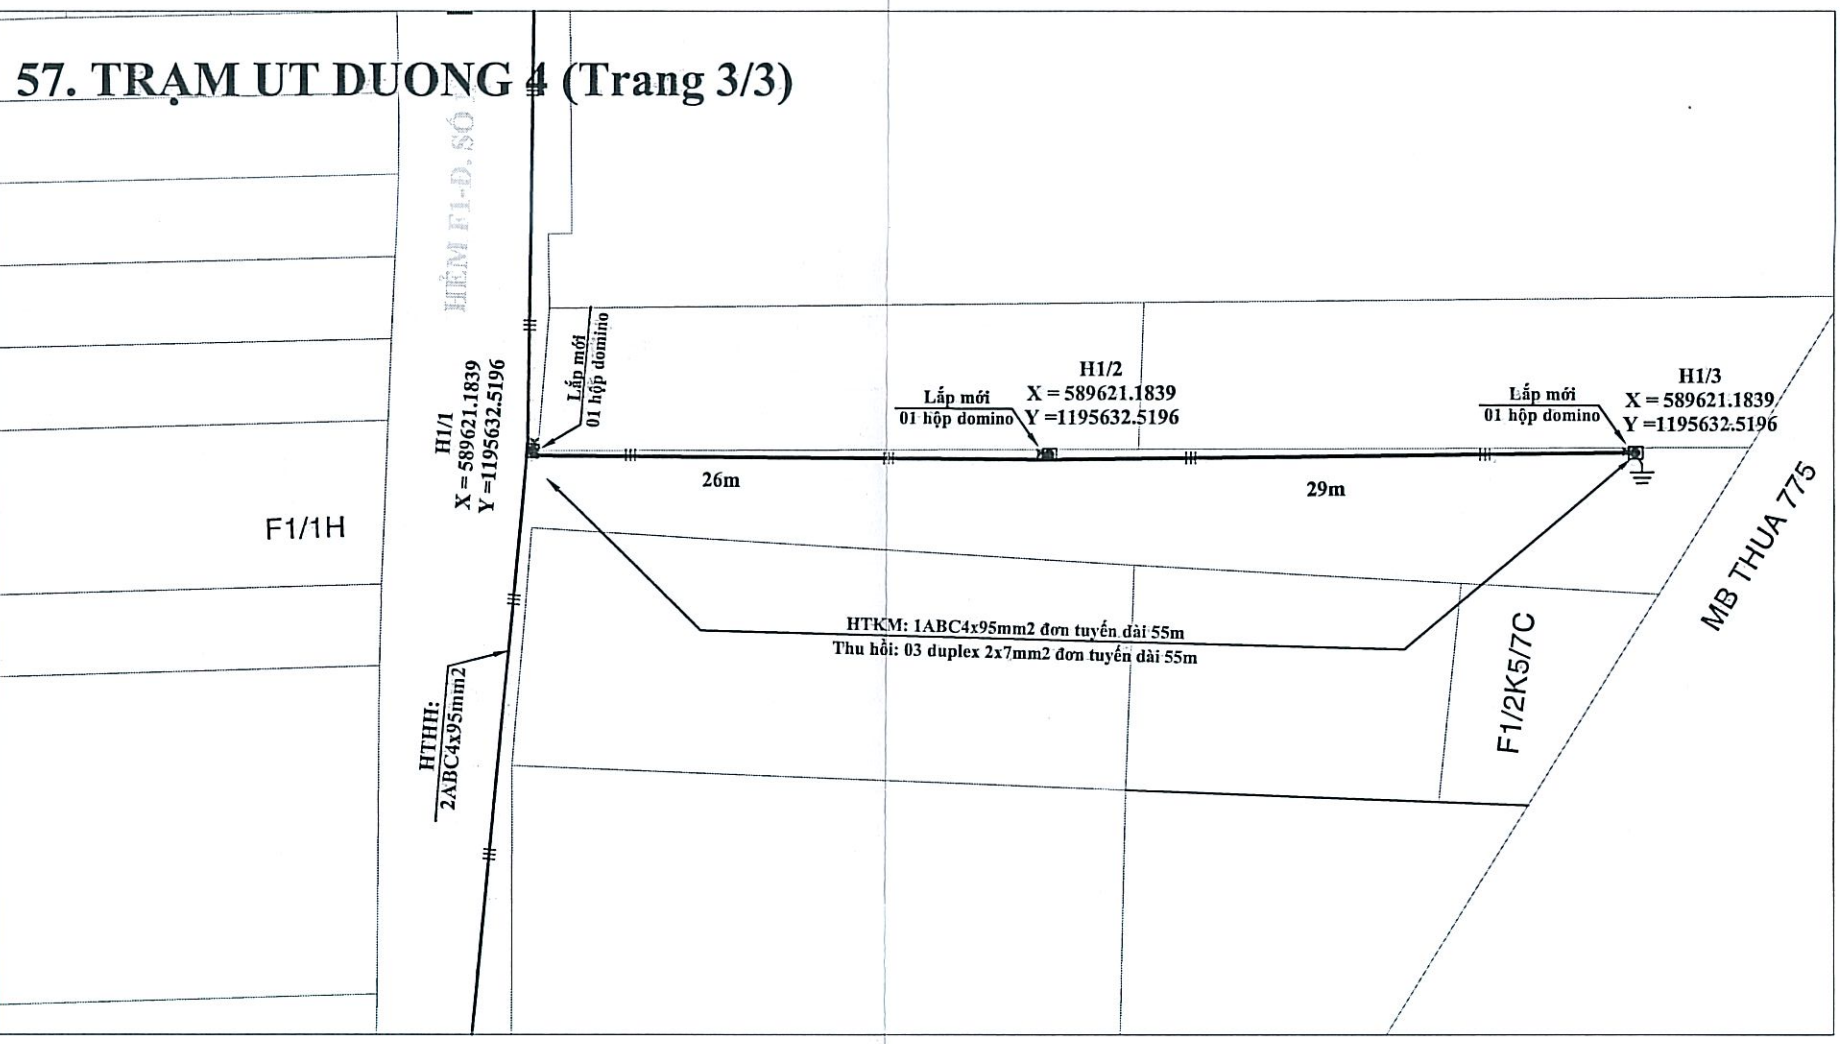 57. TRẠM UT DUONG 4 (Trang 3/3)
HẺM F1-Đ. SỐ
H1/1
X = 589621.1839
Y =1195632.5196
Lắp mới
01 hộp domino
H1/2
X = 589621.1839
Y =1195632.5196
Lắp mới
01 hộp domino
H1/3
X = 589621.1839
Y =1195632.5196
Lắp mới
01 hộp domino
26m
29m
F1/1H
MB THUA 775
HTKM: 1ABC4x95mm2 đơn tuyến dài 55m
Thu hồi: 03 duplex 2x7mm2 đơn tuyến dài 55m
F1/2K5/7C
HTHH:
2ABC4x95mm2